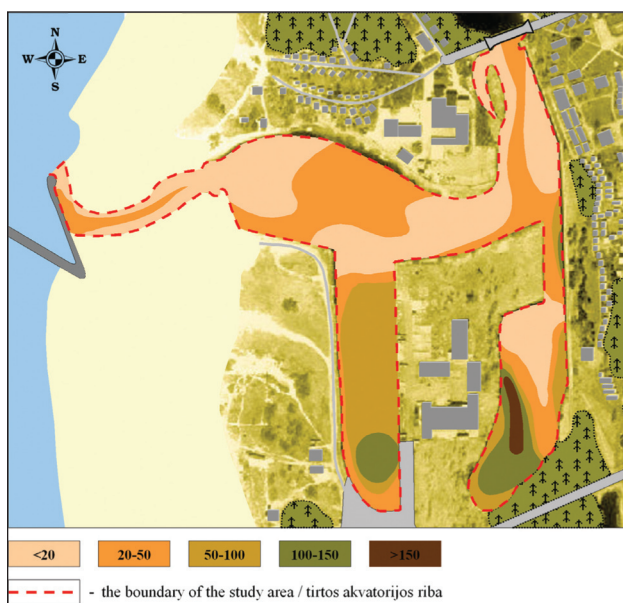 N
W E
S
<20 20-50 50-100 100-150 >150
- the boundary of the study area / tirtos akvatorijos riba